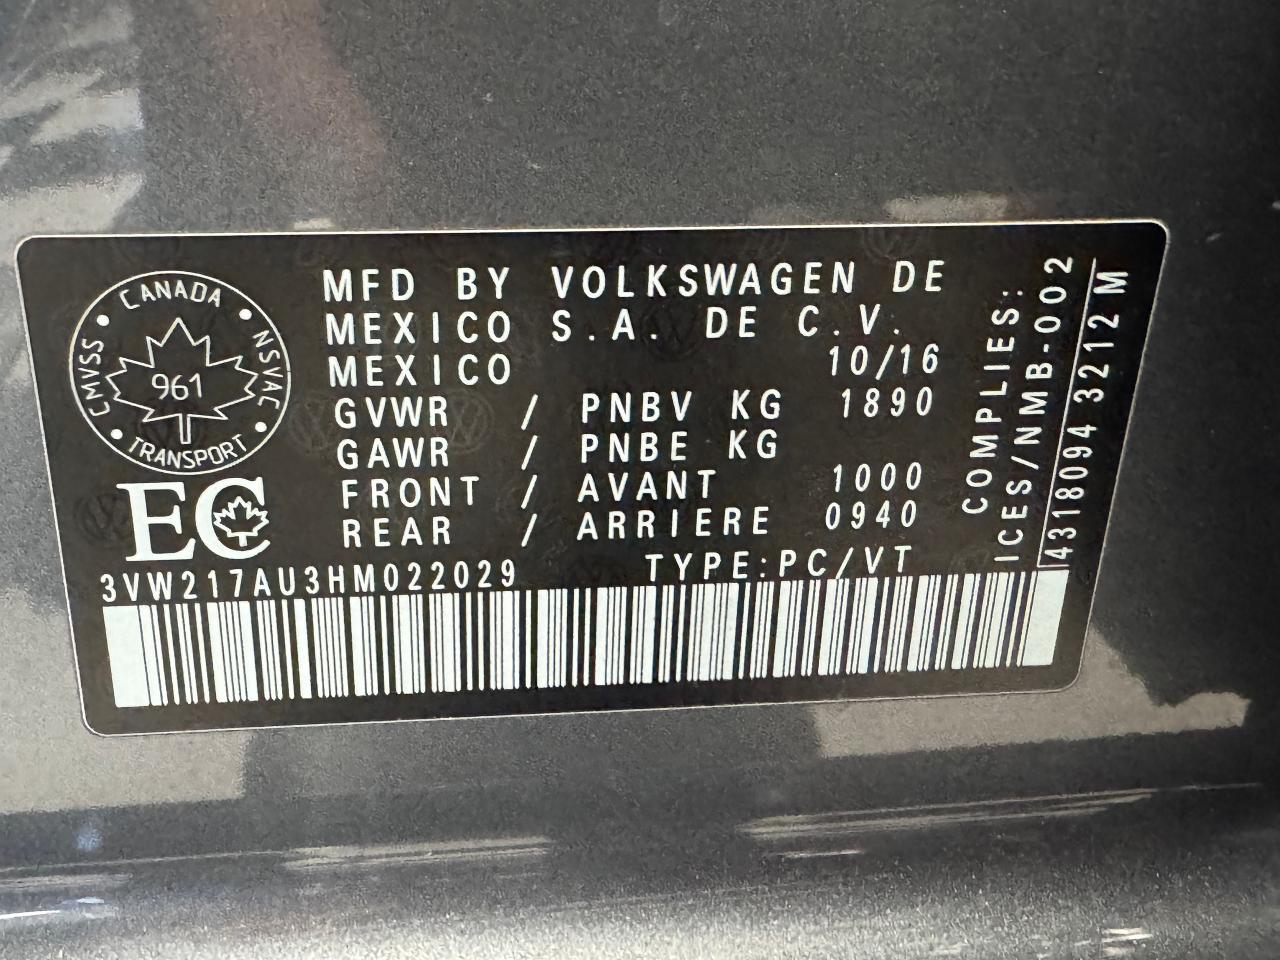 CANADA
CMVSS
NSVAC
961
TRANSPORT
EC
MFD BY VOLKSWAGEN DE
MEXICO S.A. DE C.V.
MEXICO 10/16
GVWR / PNBV KG 1890
GAWR / PNBE KG
FRONT / AVANT 1000
REAR / ARRIERE 0940
3VW217AU3HM022029 TYPE:PC/VT
COMPLIES:
ICES/NMB-002
4318094 3212 M